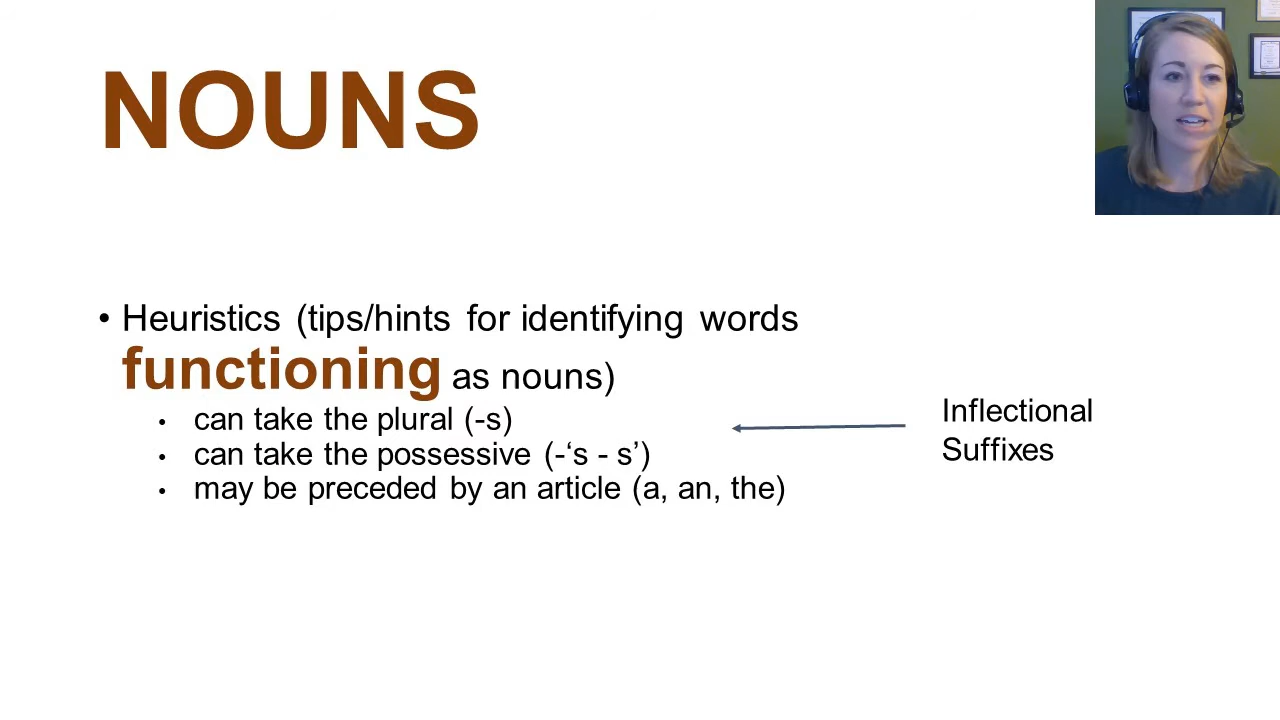 NOUNS
• Heuristics (tips/hints for identifying words
functioning as nouns)
• can take the plural (-s)
• can take the possessive (-‘s - s’)
• may be preceded by an article (a, an, the)
Inflectional
Suffixes